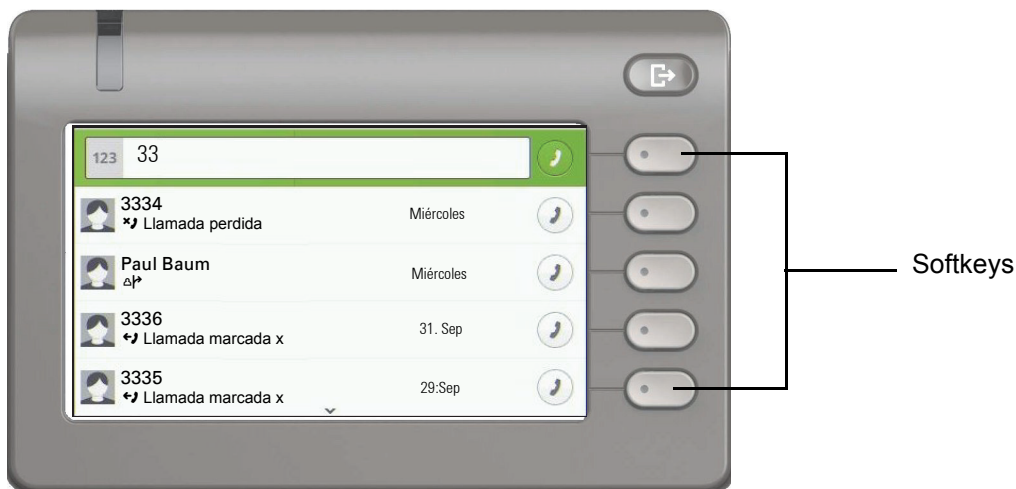 123 33
3334
Llamada perdida
Miércoles
Paul Baum
Miércoles
3336
Llamada marcada x
31. Sep
3335
Llamada marcada x
29:Sep
Softkeys